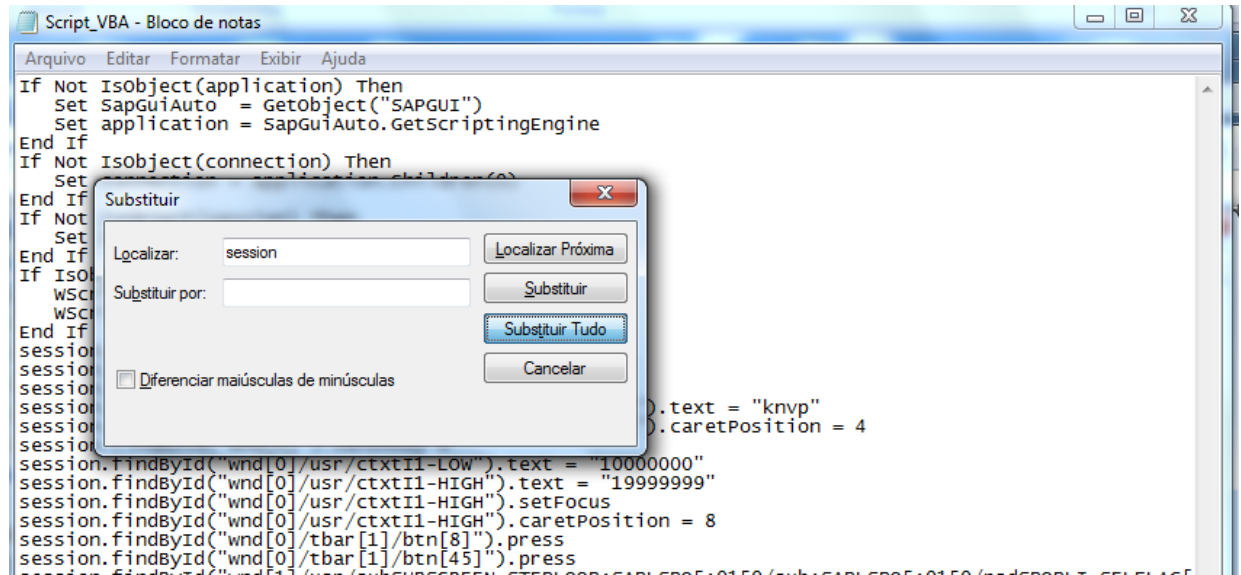 Script_VBA - Bloco de notas
Arquivo Editar Formatar Exibir Ajuda
If Not IsObject(application) Then
Set SapGuiAuto = GetObject("SAPGUI")
Set application = SapGuiAuto.GetScriptingEngine
End If
If Not IsObject(connection) Then
Set connection = application.Children(0)
End If
If Not
Set
End If
If IsOb
WScr
WScr
End If
Substituir
Localizar: session
Localizar Próxima
Substituir por:
Substituir
Substituir Tudo
Diferenciar maiúsculas de minúsculas
Cancelar
session
session
session
session ).text = "knvp"
session ).caretPosition = 4
session
session.findById("wnd[0]/usr/ctxtI1-LOW").text = "10000000"
session.findById("wnd[0]/usr/ctxtI1-HIGH").text = "19999999"
session.findById("wnd[0]/usr/ctxtI1-HIGH").setFocus
session.findById("wnd[0]/usr/ctxtI1-HIGH").caretPosition = 8
session.findById("wnd[0]/tbar[1]/btn[8]").press
session.findById("wnd[0]/tbar[1]/btn[45]").press